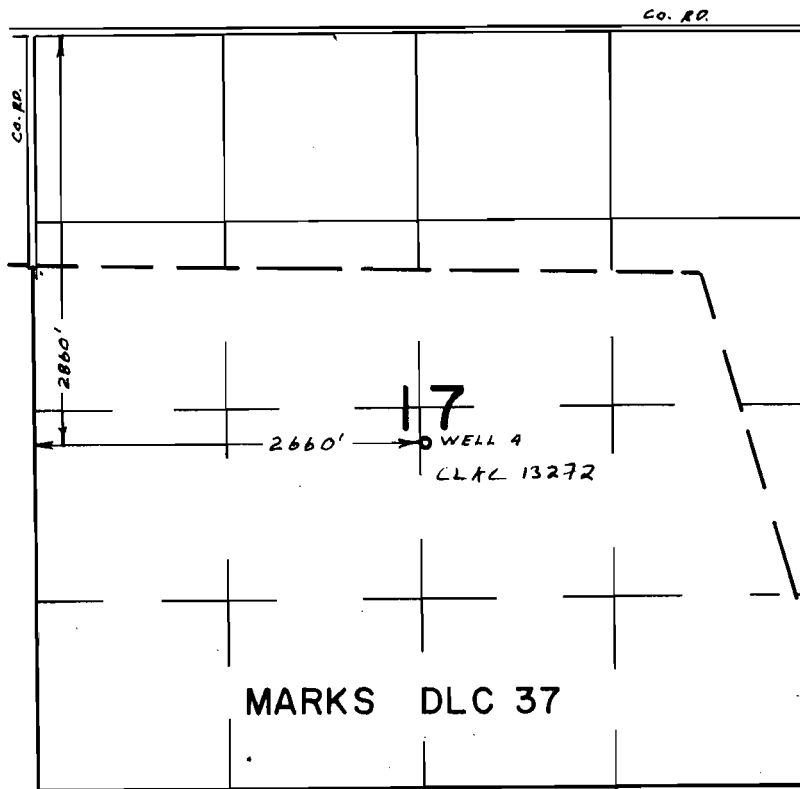 CO. RD.
CO. RD.
2860'
17
2660'
WELL 4
CLAC 13272
MARKS DLC 37